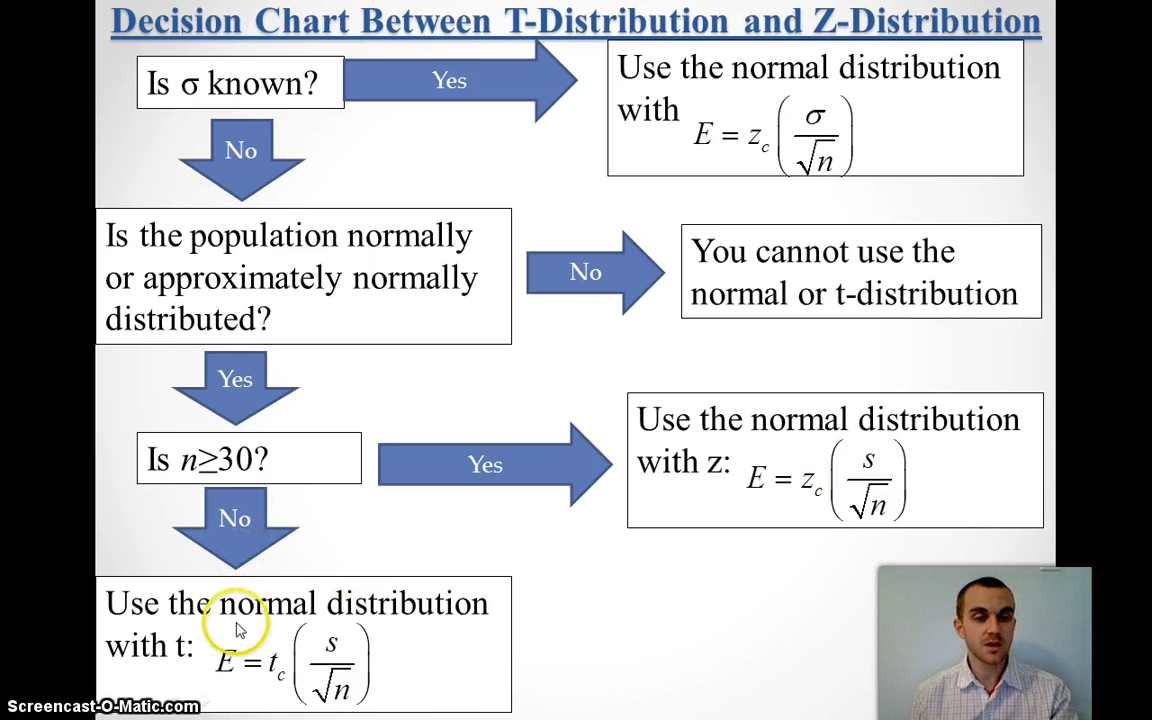 Decision Chart Between T-Distribution and Z-Distribution
Is σ known?
Yes
Use the normal distribution
with E = z_c (σ/√n)
No
Is the population normally
or approximately normally
distributed?
No
You cannot use the
normal or t-distribution
Yes
Is n≥30?
Yes
Use the normal distribution
with z: E = z_c (s/√n)
No
Use the normal distribution
with t: E = t_c (s/√n)
Screencast-O-Matic.com